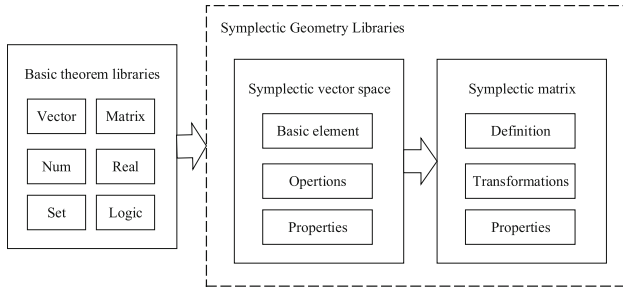 Symplectic Geometry Libraries
Basic theorem libraries
Vector
Matrix
Num
Real
Set
Logic
Symplectic vector space
Basic element
Opertions
Properties
Symplectic matrix
Definition
Transformations
Properties